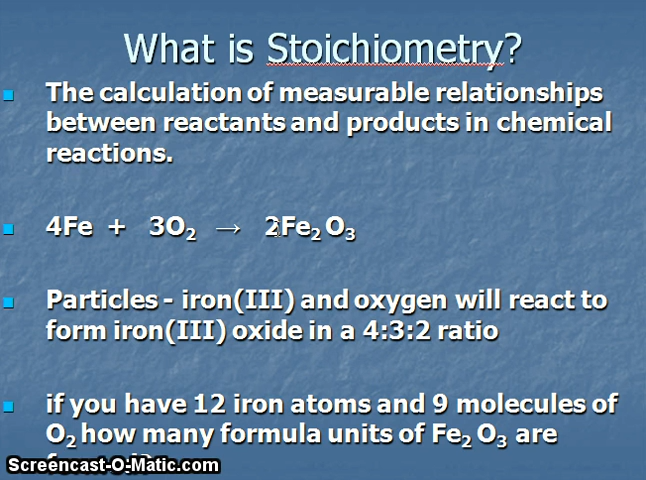 What is Stoichiometry?
The calculation of measurable relationships
between reactants and products in chemical
reactions.
4Fe + 3O₂ → 2Fe₂ O₃
Particles - iron(III) and oxygen will react to
form iron(III) oxide in a 4:3:2 ratio
if you have 12 iron atoms and 9 molecules of
O₂ how many formula units of Fe₂ O₃ are
Screencast-O-Matic.com